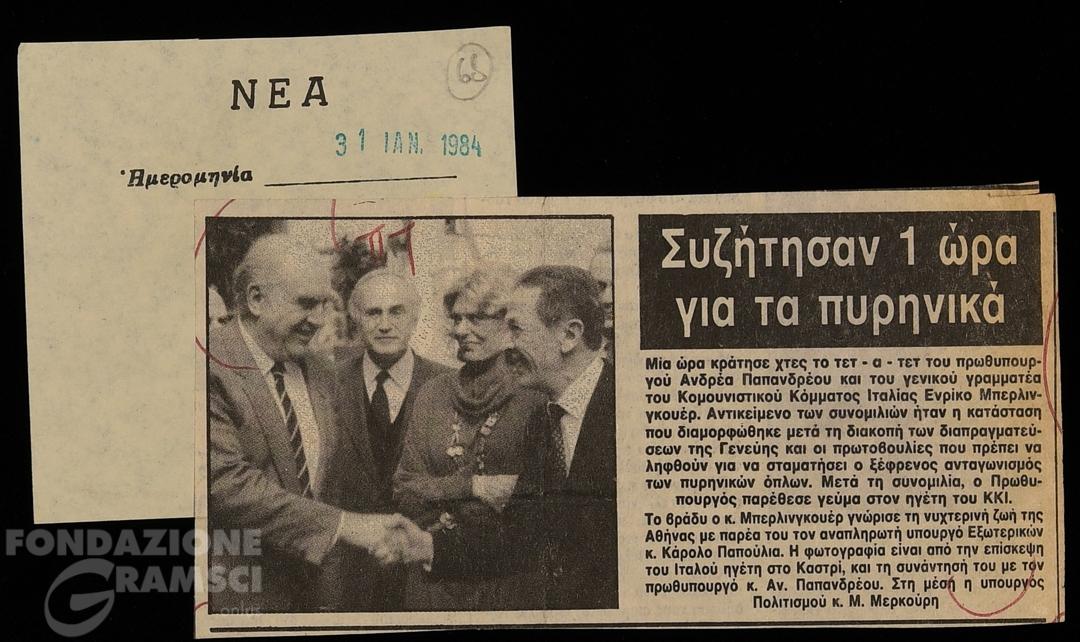 ΝΕΑ
68
31 ΙΑΝ. 1984
Ἡμερομηνία
ΠΤ
Συζήτησαν 1 ώρα
για τα πυρηνικά
Μία ώρα κράτησε χτες το τετ - α - τετ του πρωθυπουρ-
γού Ανδρέα Παπανδρέου και του γενικού γραμματέα
του Κομουνιστικού Κόμματος Ιταλίας Ενρίκο Μπερλιν-
γκουέρ. Αντικείμενο των συνομιλιών ήταν η κατάσταση
που διαμορφώθηκε μετά τη διακοπή των διαπραγματεύ-
σεων της Γενεύης και οι πρωτοβουλίες που πρέπει να
ληφθούν για να σταματήσει ο ξέφρενος ανταγωνισμός
των πυρηνικών όπλων. Μετά τη συνομιλία, ο Πρωθυ-
πουργός παρέθεσε γεύμα στον ηγέτη του ΚΚΙ.
Το βράδυ ο κ. Μπερλινγκουέρ γνώρισε τη νυχτερινή ζωή της
Αθήνας με παρέα του τον αναπληρωτή υπουργό Εξωτερικών
κ. Κάρολο Παπούλια. Η φωτογραφία είναι από την επίσκεψη
του Ιταλού ηγέτη στο Καστρί, και τη συνάντησή του με τον
πρωθυπουργό κ. Αν. Παπανδρέου. Στη μέση η υπουργός
Πολιτισμού κ. Μ. Μερκούρη
FONDAZIONE
GRAMSCI
onlus